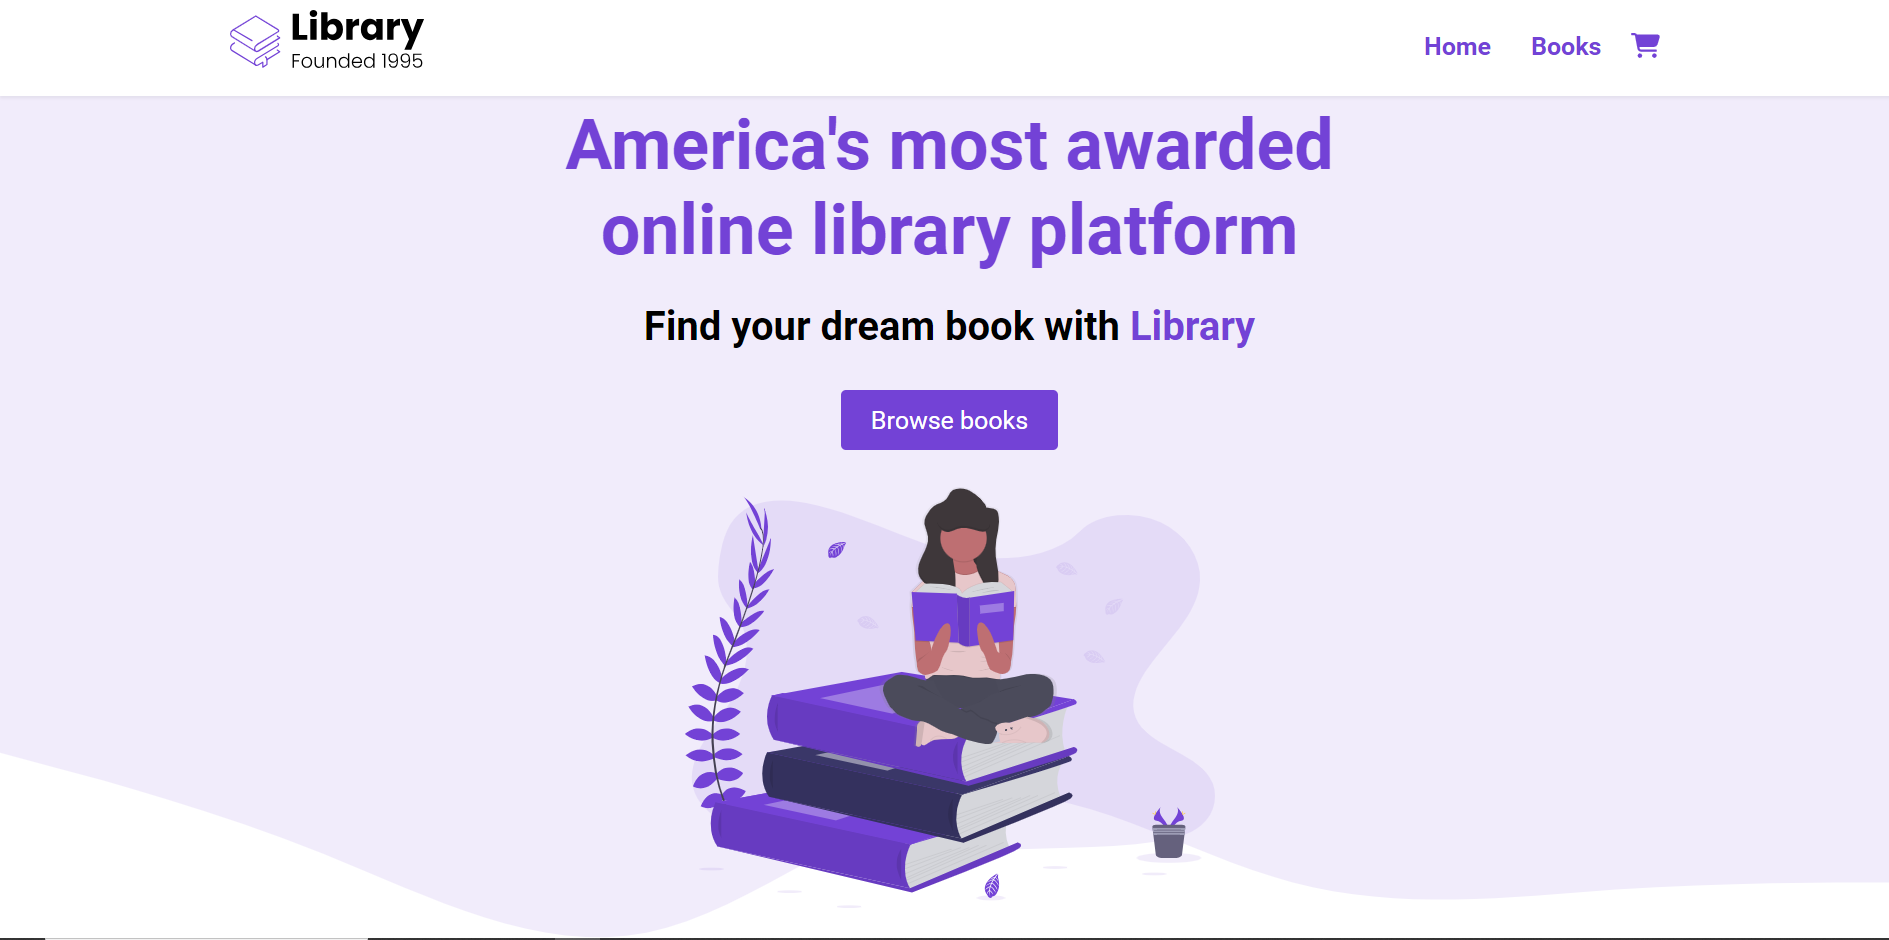 Library
Founded 1995
Home
Books
America's most awarded
online library platform
Find your dream book with Library
Browse books